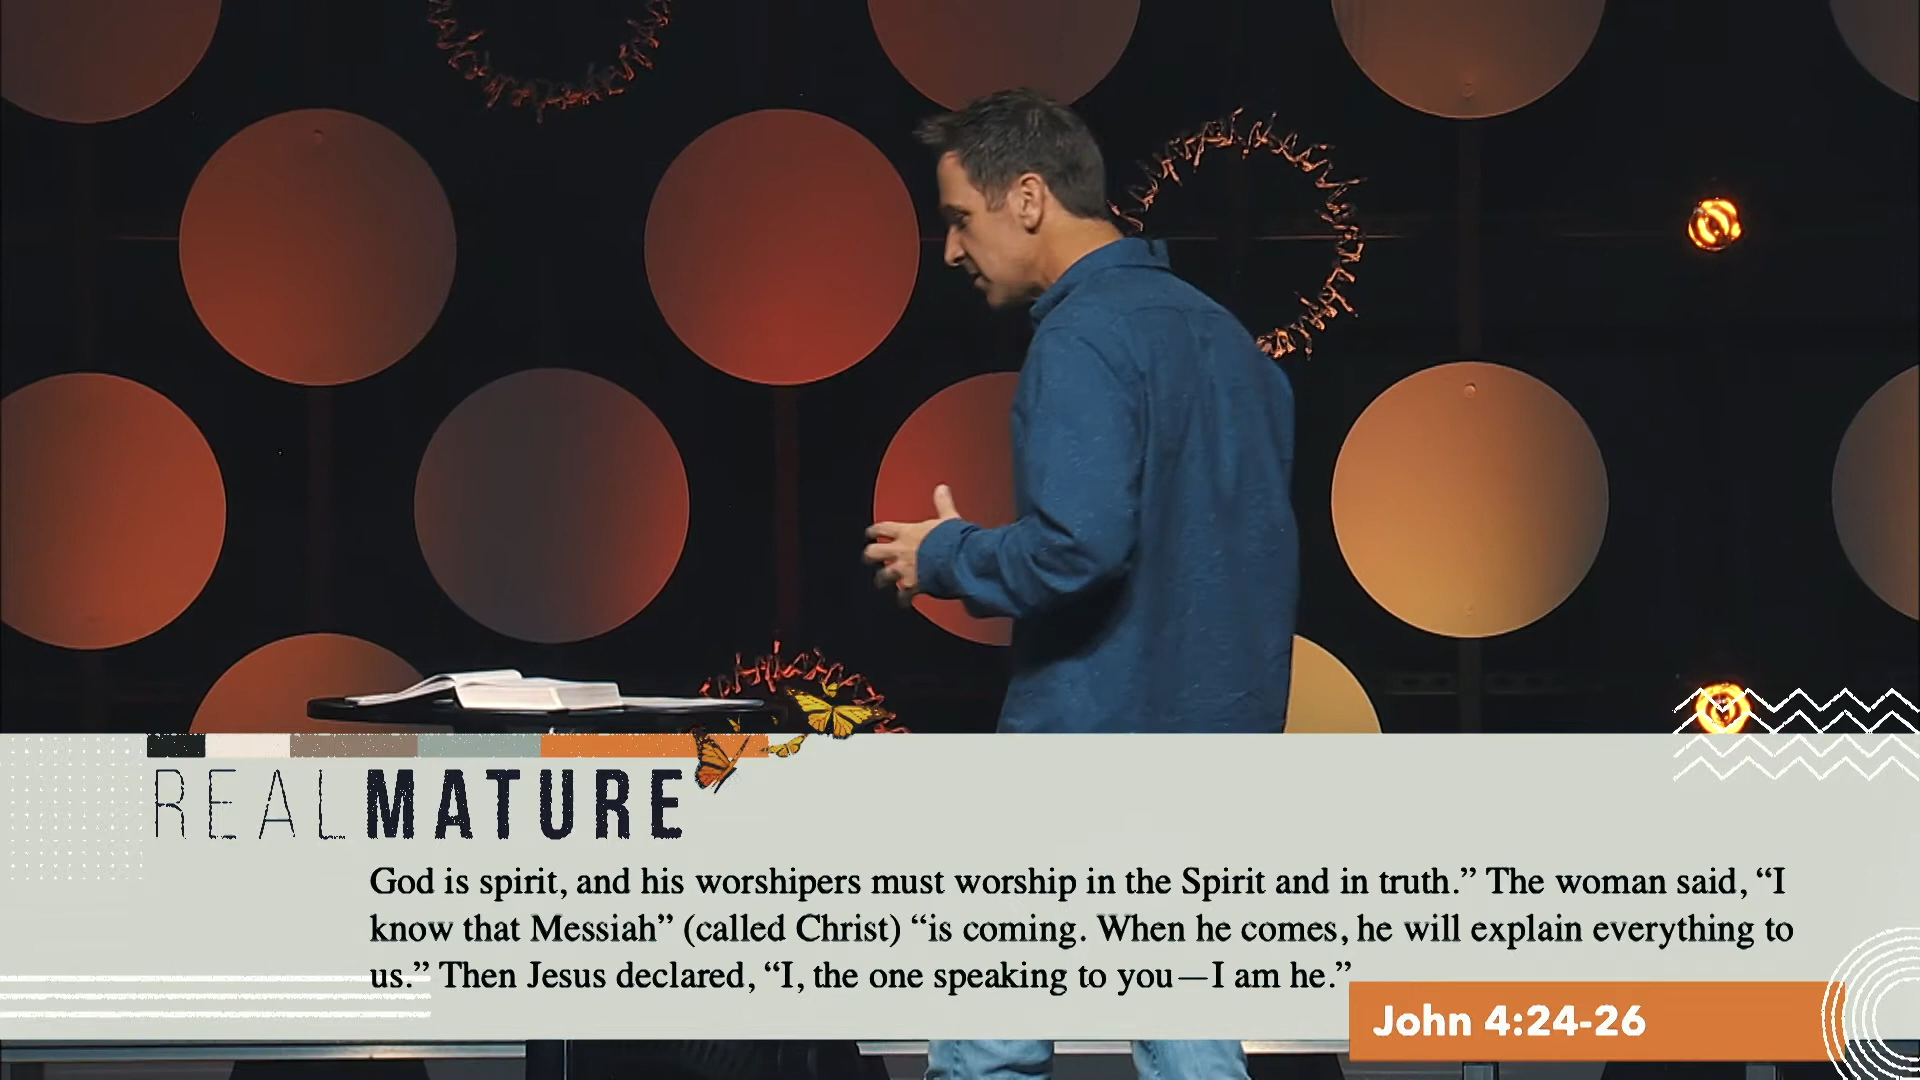 REALMATURE
God is spirit, and his worshipers must worship in the Spirit and in truth.” The woman said, “I
know that Messiah” (called Christ) “is coming. When he comes, he will explain everything to
us.” Then Jesus declared, “I, the one speaking to you—I am he.”
John 4:24-26